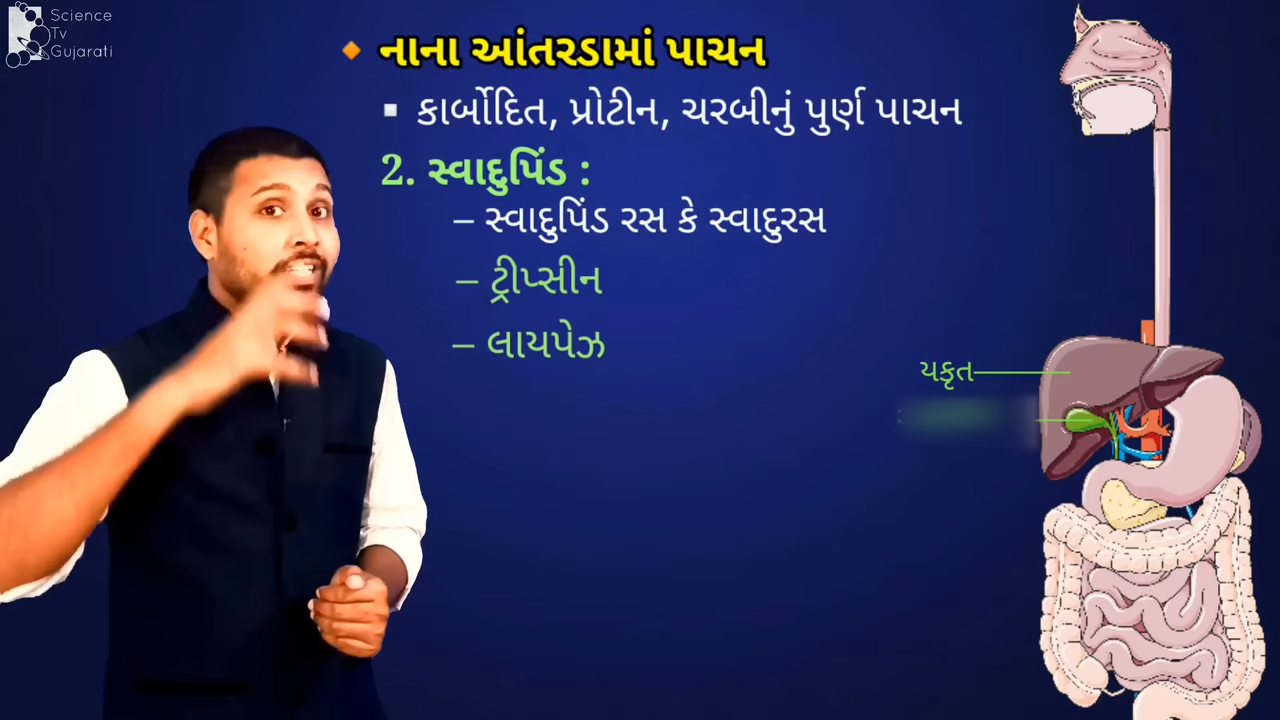 Science
Tv
Gujarati
નાના આંતરડામાં પાચન
કાર્બોદિત, પ્રોટીન, ચરબીનું પુર્ણ પાચન
2. સ્વાદુપિંડ :
– સ્વાદુપિંડ રસ કે સ્વાદુરસ
– ટ્રીપ્સીન
– લાયપેઝ
યકૃત